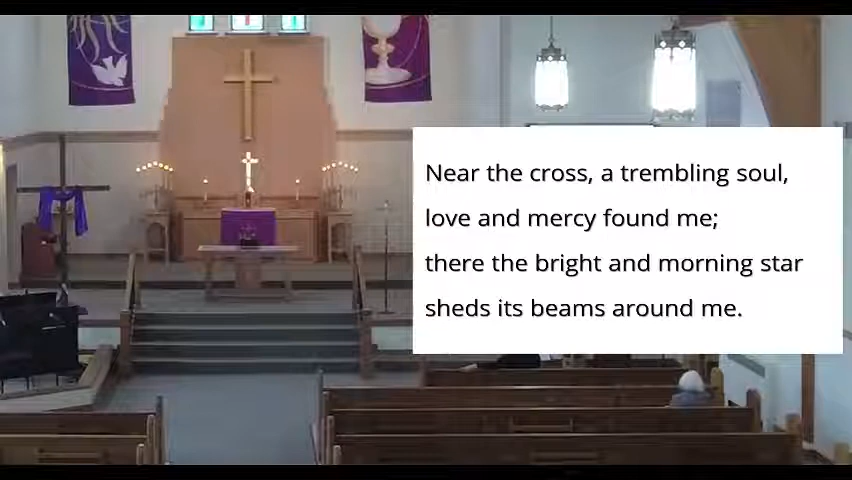 Near the cross, a trembling soul,
love and mercy found me;
there the bright and morning star
sheds its beams around me.